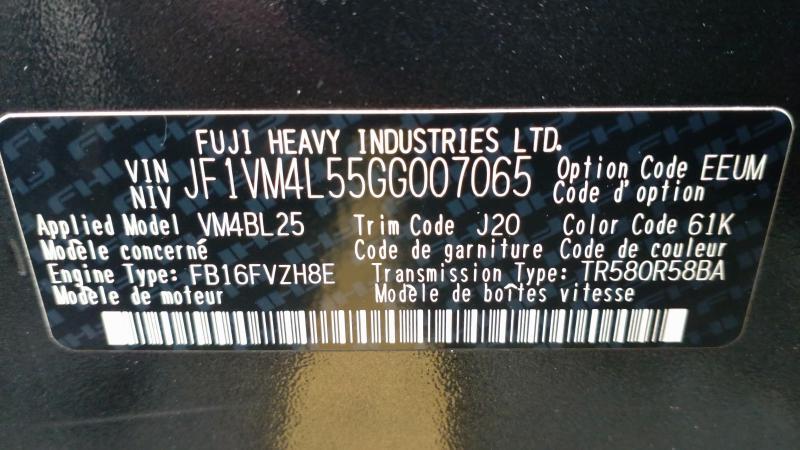 FUJI HEAVY INDUSTRIES LTD.
VIN NIV JF1VM4L55GG007065 Option Code EEUM
Code d'option
Applied Model VM4BL25 Trim Code J20 Color Code 61K
Modèle concerné Code de garniture Code de couleur
Engine Type: FB16FVZH8E Transmission Type: TR580R58BA
Modèle de moteur Modèle de boîtes vitesse